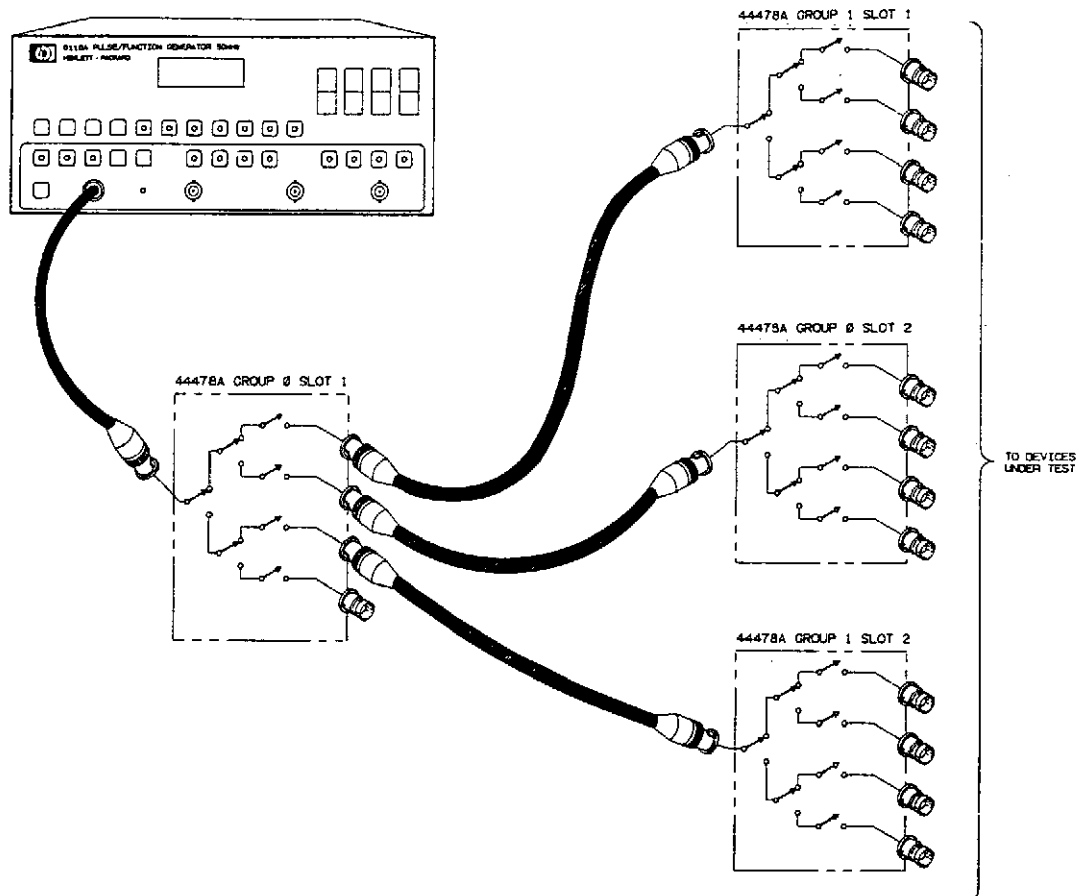 hp
8116A PULSE/FUNCTION GENERATOR 50MHz
HEWLETT-PACKARD
44478A GROUP 1 SLOT 1
44478A GROUP Ø SLOT 2
44478A GROUP Ø SLOT 1
TO DEVICES
UNDER TEST
44478A GROUP 1 SLOT 2